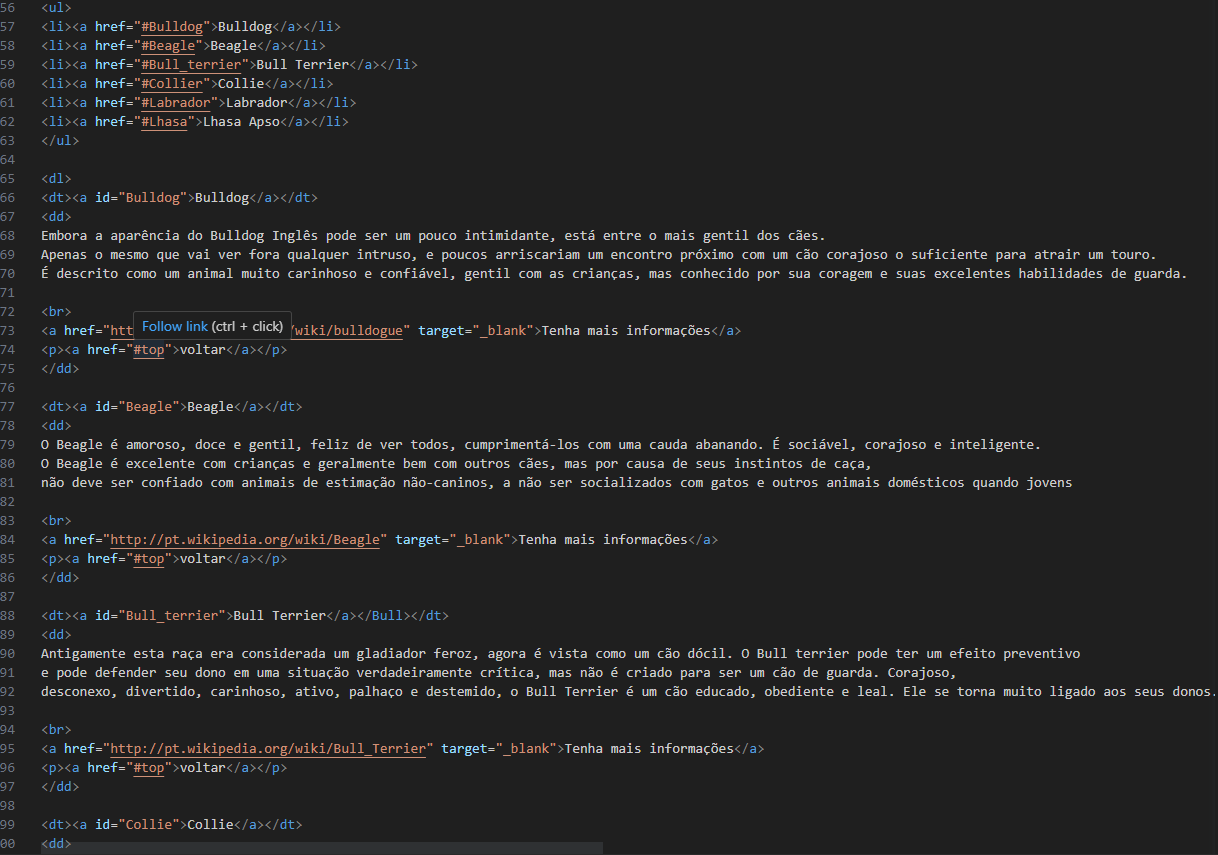 56 <ul>
57 <li><a href="#Bulldog">Bulldog</a></li>
58 <li><a href="#Beagle">Beagle</a></li>
59 <li><a href="#Bull_terrier">Bull Terrier</a></li>
60 <li><a href="#Collier">Collie</a></li>
61 <li><a href="#Labrador">Labrador</a></li>
62 <li><a href="#Lhasa">Lhasa Apso</a></li>
63 </ul>
64
65 <dl>
66 <dt><a id="Bulldog">Bulldog</a></dt>
67 <dd>
68 Embora a aparência do Bulldog Inglês pode ser um pouco intimidante, está entre o mais gentil dos cães.
69 Apenas o mesmo que vai ver fora qualquer intruso, e poucos arriscariam um encontro próximo com um cão corajoso o suficiente para atrair um touro.
70 É descrito como um animal muito carinhoso e confiável, gentil com as crianças, mas conhecido por sua coragem e suas excelentes habilidades de guarda.
71
72 <br>
Follow link (ctrl + click)
73 <a href="htt /wiki/bulldogue" target="_blank">Tenha mais informações</a>
74 <p><a href="#top">voltar</a></p>
75 </dd>
76
77 <dt><a id="Beagle">Beagle</a></dt>
78 <dd>
79 O Beagle é amoroso, doce e gentil, feliz de ver todos, cumprimentá-los com uma cauda abanando. É sociável, corajoso e inteligente.
80 O Beagle é excelente com crianças e geralmente bem com outros cães, mas por causa de seus instintos de caça,
81 não deve ser confiado com animais de estimação não-caninos, a não ser socializados com gatos e outros animais domésticos quando jovens
82
83 <br>
84 <a href="http://pt.wikipedia.org/wiki/Beagle" target="_blank">Tenha mais informações</a>
85 <p><a href="#top">voltar</a></p>
86 </dd>
87
88 <dt><a id="Bull_terrier">Bull Terrier</a></Bull></dt>
89 <dd>
90 Antigamente esta raça era considerada um gladiador feroz, agora é vista como um cão dócil. O Bull terrier pode ter um efeito preventivo
91 e pode defender seu dono em uma situação verdadeiramente crítica, mas não é criado para ser um cão de guarda. Corajoso,
92 desconexo, divertido, carinhoso, ativo, palhaço e destemido, o Bull Terrier é um cão educado, obediente e leal. Ele se torna muito ligado aos seus donos.
93
94 <br>
95 <a href="http://pt.wikipedia.org/wiki/Bull_Terrier" target="_blank">Tenha mais informações</a>
96 <p><a href="#top">voltar</a></p>
97 </dd>
98
99 <dt><a id="Collie">Collie</a></dt>
00 <dd>